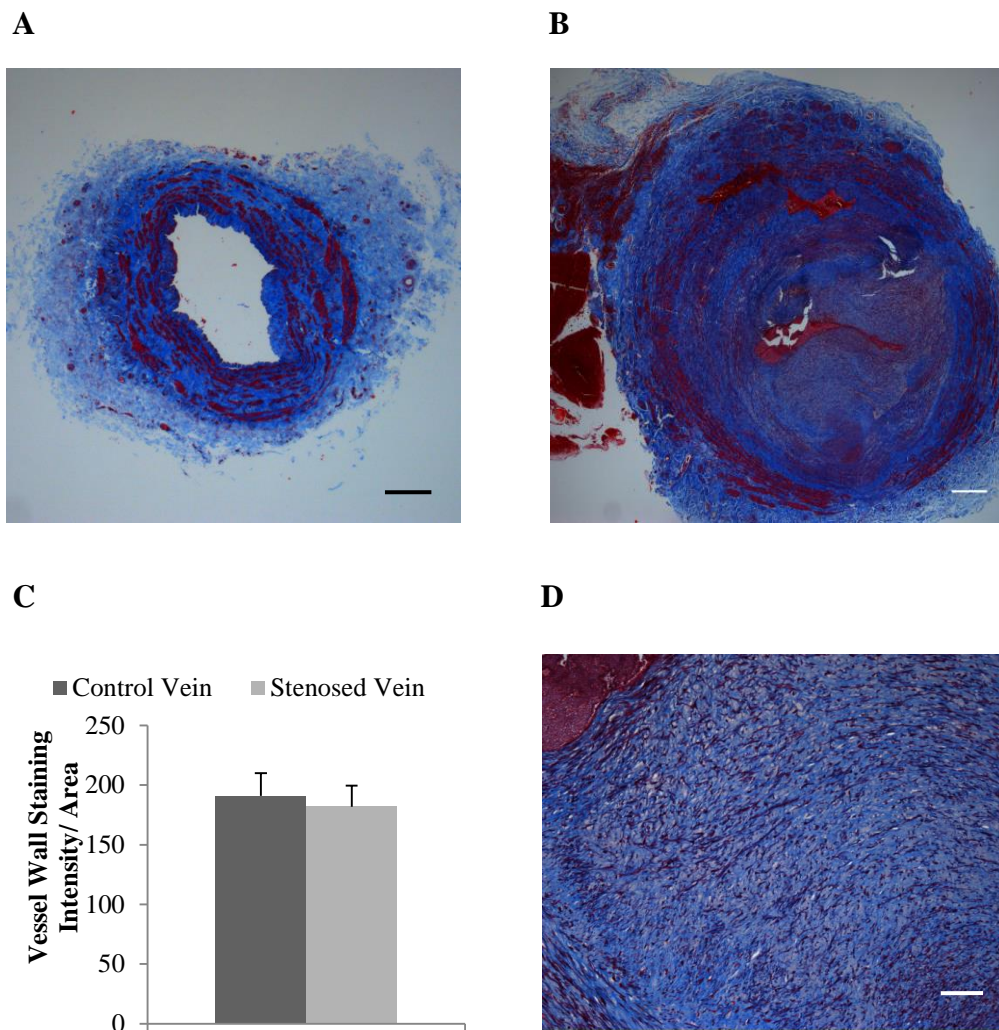 A
B
C
D
Control Vein Stenosed Vein
Vessel Wall Staining
Intensity/ Area
250
200
150
100
50
0